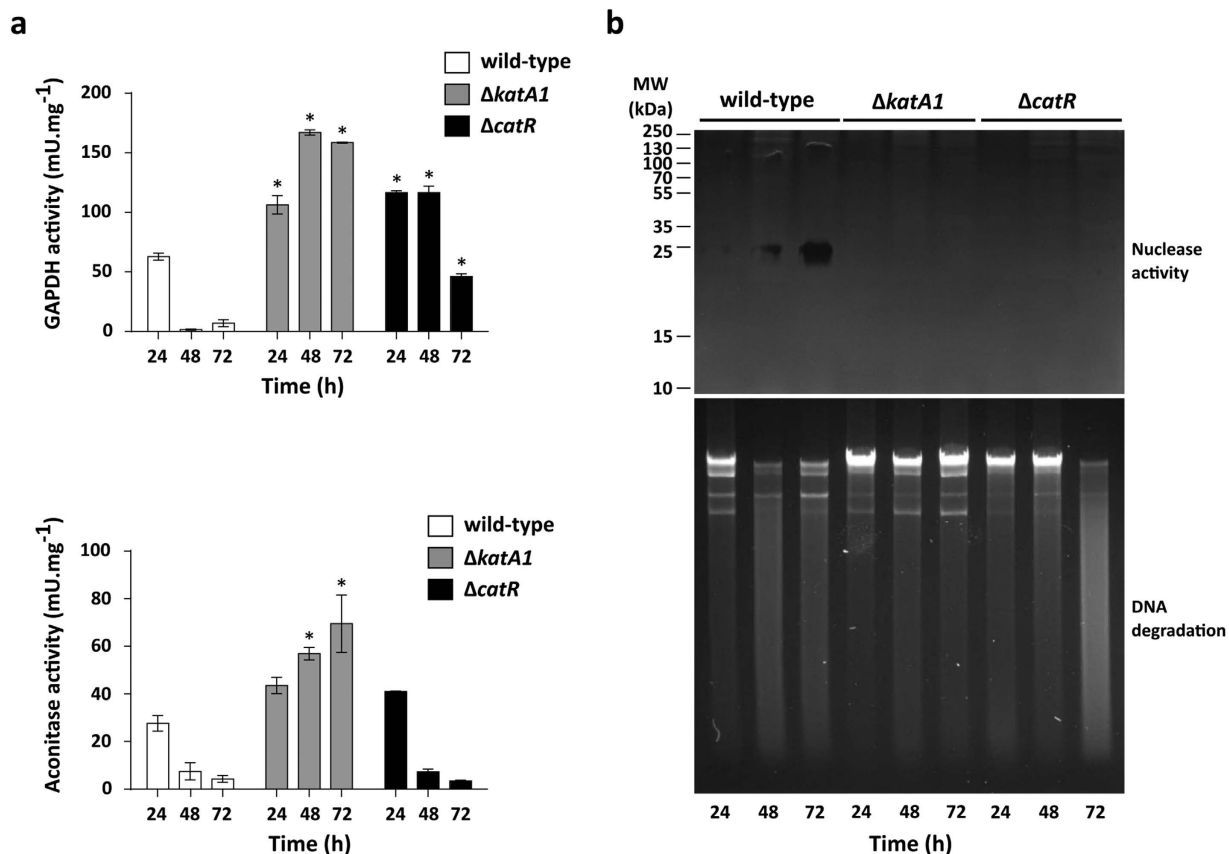 a
wild-type
ΔkatA1
ΔcatR
GAPDH activity (mU.mg-1)
200
150
100
50
0
* * * * * *
24 48 72 24 48 72 24 48 72
Time (h)
wild-type
ΔkatA1
ΔcatR
Aconitase activity (mU.mg-1)
100
80
60
40
20
0
* *
24 48 72 24 48 72 24 48 72
Time (h)
b
MW
(kDa)
wild-type ΔkatA1 ΔcatR
250
130
100
70
55
35
25
15
10
Nuclease
activity
DNA
degradation
24 48 72 24 48 72 24 48 72
Time (h)